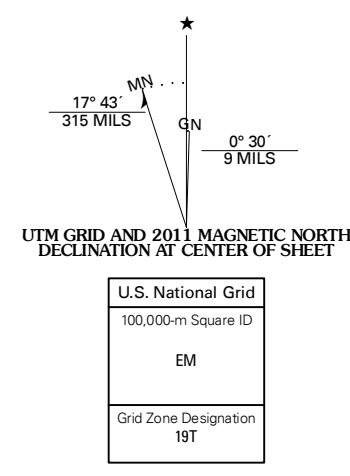 ★
MN
17° 43´
315 MILS
GN
0° 30´
9 MILS
UTM GRID AND 2011 MAGNETIC NORTH
DECLINATION AT CENTER OF SHEET
U.S. National Grid
100,000-m Square ID
EM
Grid Zone Designation
19T